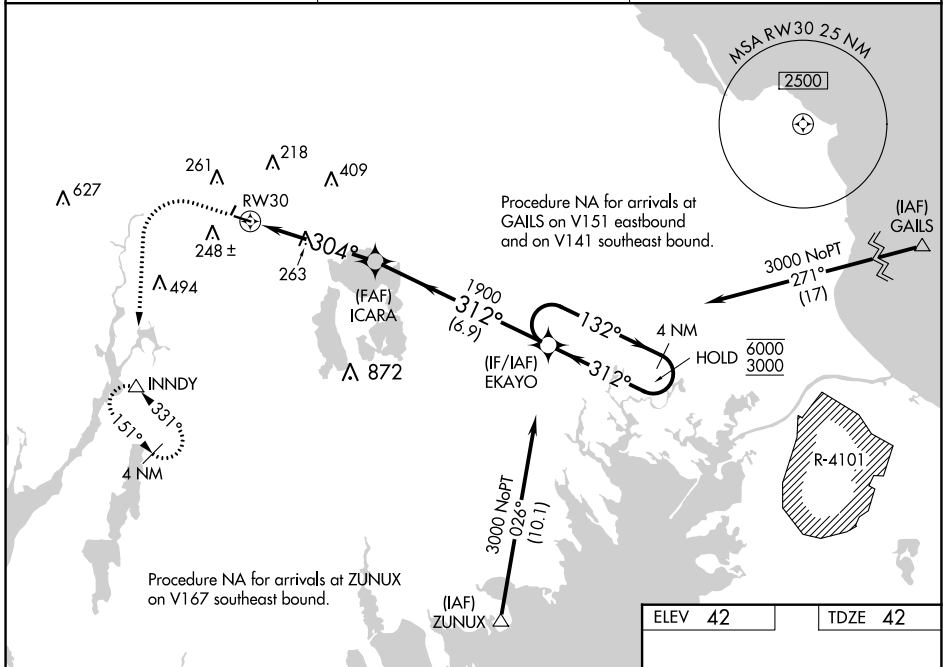 MSA RW30 25 NM
2500
218
261
409
627
RW30
Procedure NA for arrivals at
GAILS on V151 eastbound
and on V141 southeast bound.
(IAF)
GAILS
3000 NoPT
271°
(17)
248 ±
263
304°
494
(FAF)
ICARA
1900
312°
(6.9)
132°
4 NM
HOLD
6000
3000
(IF/IAF)
EKAYO
312°
872
INNDY
331°
151°
4 NM
R-4101
3000 NoPT
026°
(10.1)
Procedure NA for arrivals at ZUNUX
on V167 southeast bound.
(IAF)
ZUNUX
ELEV 42
TDZE 42